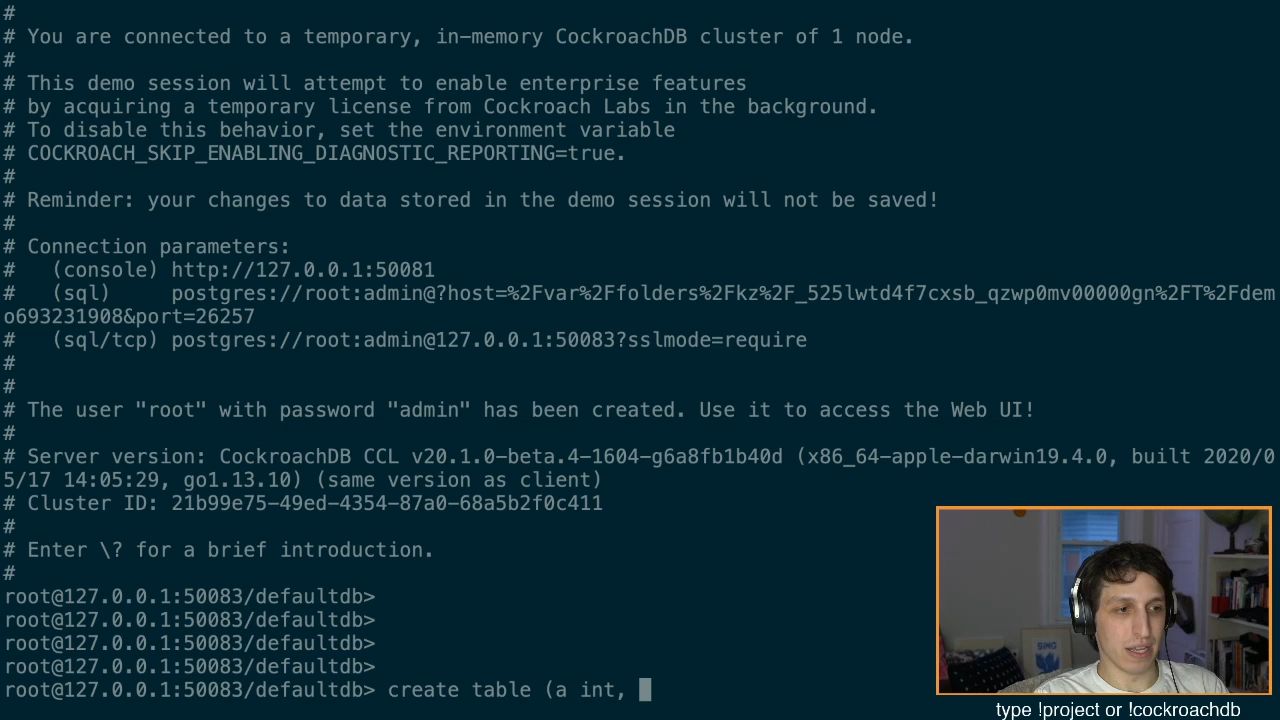 #
# You are connected to a temporary, in-memory CockroachDB cluster of 1 node.
#
# This demo session will attempt to enable enterprise features
# by acquiring a temporary license from Cockroach Labs in the background.
# To disable this behavior, set the environment variable
# COCKROACH_SKIP_ENABLING_DIAGNOSTIC_REPORTING=true.
#
# Reminder: your changes to data stored in the demo session will not be saved!
#
# Connection parameters:
#   (console) http://127.0.0.1:50081
#   (sql)     postgres://root:admin@?host=%2Fvar%2Ffolders%2Fkz%2F_525lwtd4f7cxsb_qzwp0mv00000gn%2FT%2Fdem
o693231908&port=26257
#   (sql/tcp) postgres://root:admin@127.0.0.1:50083?sslmode=require
#
#
# The user "root" with password "admin" has been created. Use it to access the Web UI!
#
# Server version: CockroachDB CCL v20.1.0-beta.4-1604-g6a8fb1b40d (x86_64-apple-darwin19.4.0, built 2020/0
5/17 14:05:29, go1.13.10) (same version as client)
# Cluster ID: 21b99e75-49ed-4354-87a0-68a5b2f0c411
#
# Enter \? for a brief introduction.
#
root@127.0.0.1:50083/defaultdb>
root@127.0.0.1:50083/defaultdb>
root@127.0.0.1:50083/defaultdb>
root@127.0.0.1:50083/defaultdb>
root@127.0.0.1:50083/defaultdb> create table (a int,
SING
type !project or !cockroachdb